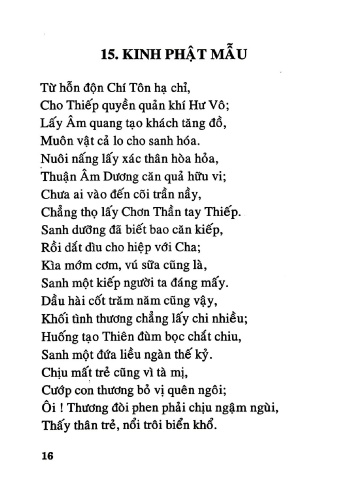 15. KINH PHẬT MẪU
Từ hỗn độn Chí Tôn hạ chỉ,
Cho Thiếp quyền quản khí Hư Vô;
Lấy Âm quang tạo khách tăng đồ,
Muôn vật cả lo cho sanh hóa.
Nuôi nấng lấy xác thân hòa hỏa,
Thuận Âm Dương căn quả hữu vi;
Chưa ai vào đến cõi trần nầy,
Chẳng thọ lấy Chơn Thần tay Thiếp.
Sanh dưỡng đã biết bao căn kiếp,
Rồi dắt dìu cho hiệp với Cha;
Kìa mớm cơm, vú sữa cũng là,
Sanh một kiếp người ta đáng mấy.
Dầu hài cốt trăm năm cũng vậy,
Khối tình thương chẳng lấy chi nhiều;
Huống tạo Thiên đùm bọc chắt chiu,
Sanh một đứa liều ngàn thế kỷ.
Chịu mất trẻ cũng vì tà mị,
Cướp con thương bỏ vị quên ngôi;
Ôi ! Thương đòi phen phải chịu ngậm ngùi,
Thấy thân trẻ, nổi trôi biển khổ.
16